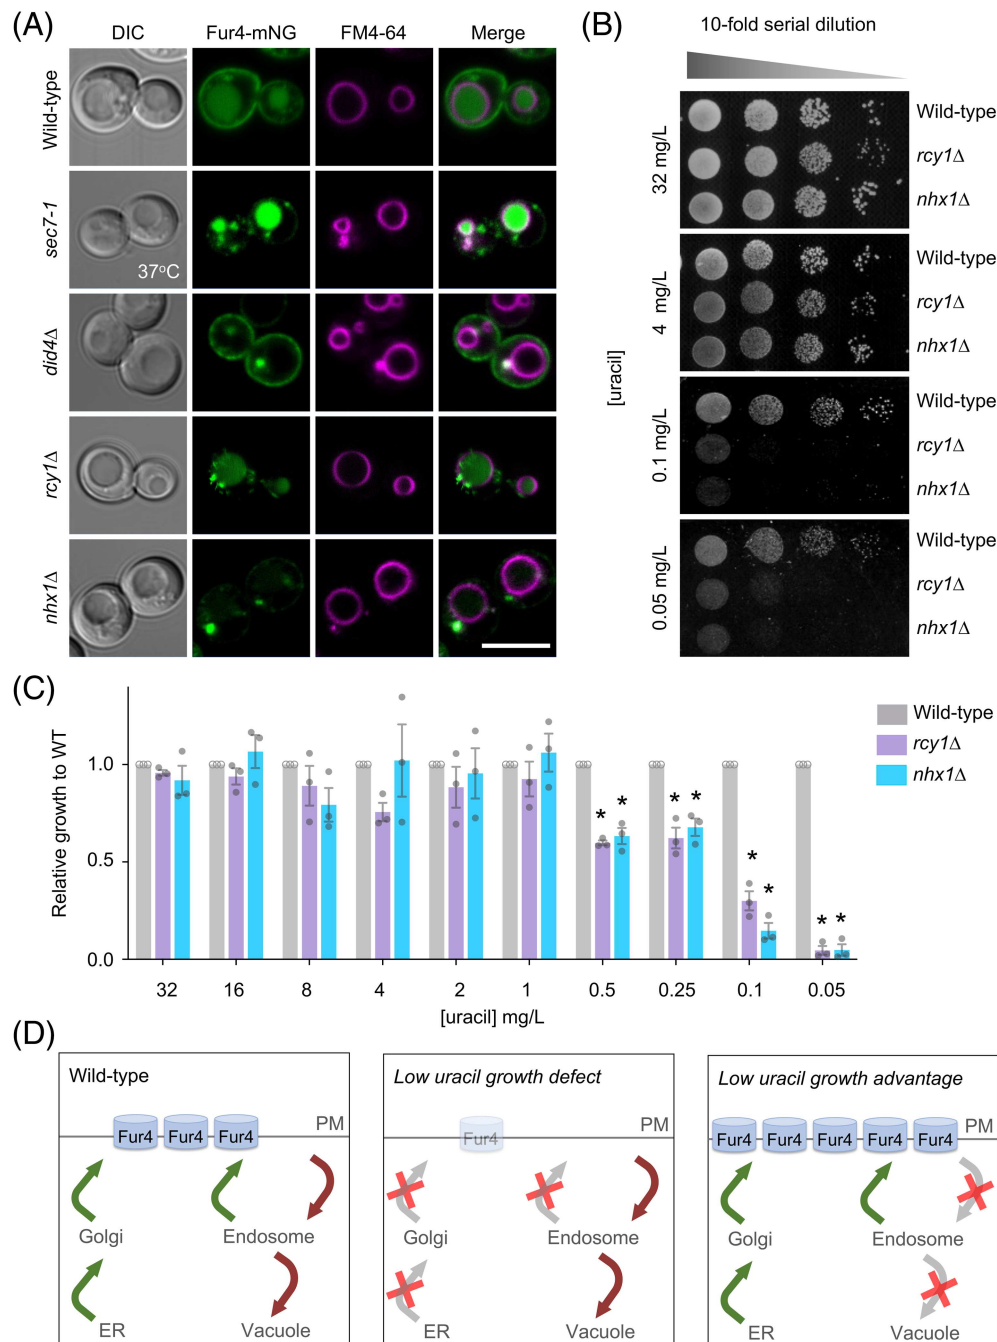 (A)
DIC Fur4-mNG FM4-64 Merge
Wild-type
sec7-1
37°C
did4Δ
rcy1Δ
nhx1Δ
(B)
10-fold serial dilution
[uracil]
32 mg/L
Wild-type
rcy1Δ
nhx1Δ
4 mg/L
Wild-type
rcy1Δ
nhx1Δ
0.1 mg/L
Wild-type
rcy1Δ
nhx1Δ
0.05 mg/L
Wild-type
rcy1Δ
nhx1Δ
(C)
Relative growth to WT
1.0
0.5
0.0
* * * * * * * *
32 16 8 4 2 1 0.5 0.25 0.1 0.05
[uracil] mg/L
Wild-type
rcy1Δ
nhx1Δ
(D)
Wild-type
PM
Fur4 Fur4 Fur4
Golgi Endosome
ER Vacuole
Low uracil growth defect
PM
Fur4
Golgi Endosome
ER Vacuole
Low uracil growth advantage
PM
Fur4 Fur4 Fur4 Fur4 Fur4
Golgi Endosome
ER Vacuole